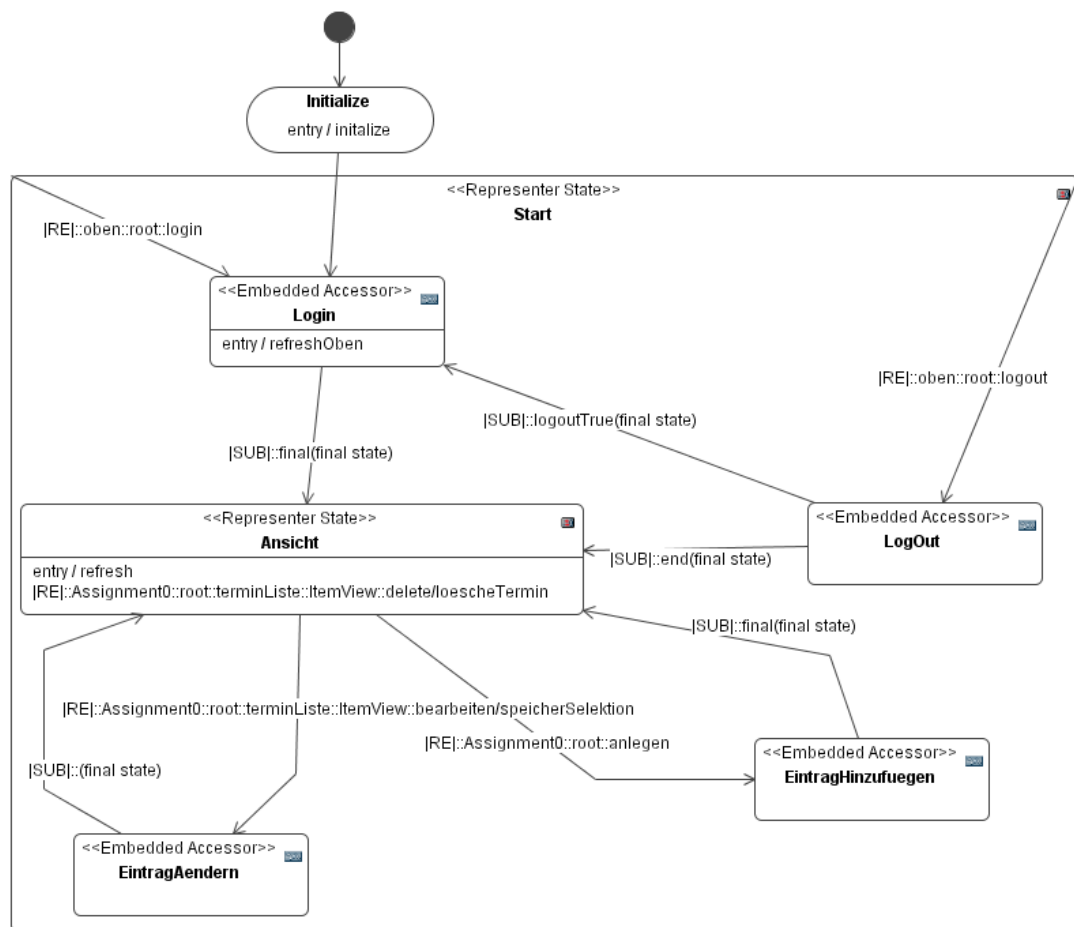 Initialize
entry / initalize
<<Representer State>>
Start
|RE|::oben::root::login
<<Embedded Accessor>>
Login
entry / refreshOben
|RE|::oben::root::logout
|SUB|::logoutTrue(final state)
|SUB|::final(final state)
<<Representer State>>
Ansicht
entry / refresh
|RE|::Assignment0::root::terminListe::ItemView::delete/loescheTermin
<<Embedded Accessor>>
LogOut
|SUB|::end(final state)
|SUB|::final(final state)
|RE|::Assignment0::root::terminListe::ItemView::bearbeiten/speicherSelektion
|RE|::Assignment0::root::anlegen
<<Embedded Accessor>>
EintragHinzufuegen
|SUB|::(final state)
<<Embedded Accessor>>
EintragAendern